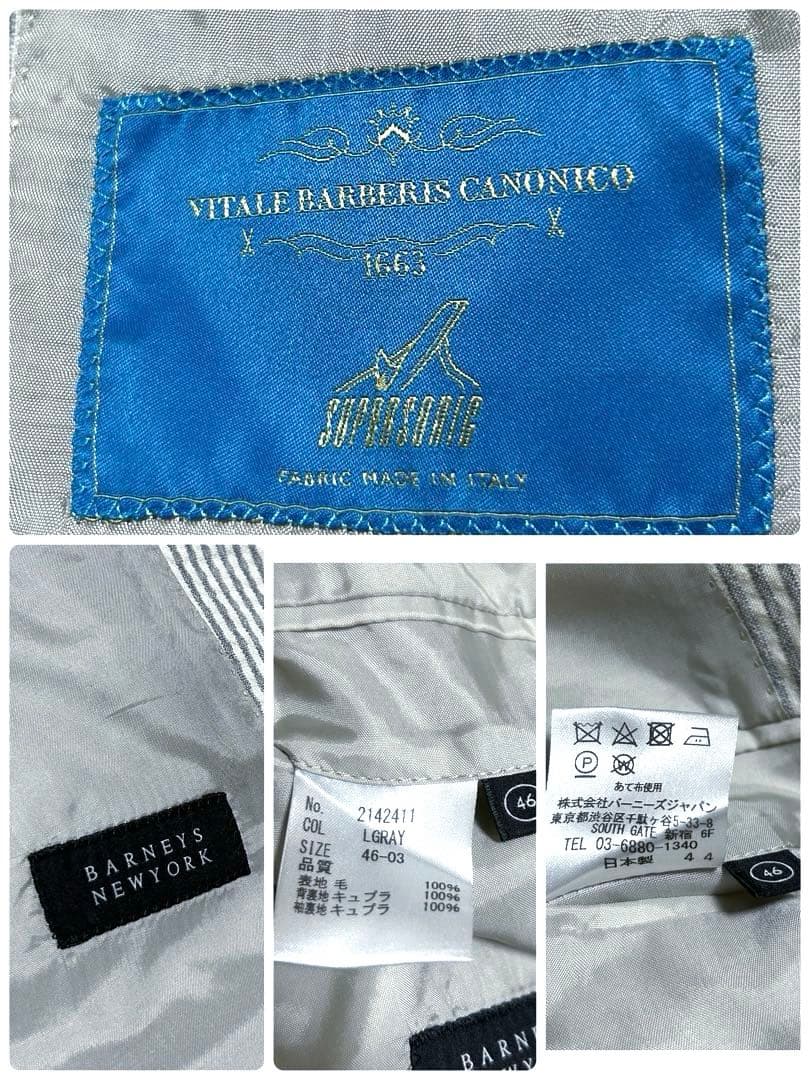 VITALE BARBERIS CANONICO
1663
SUPERSONIC
FABRIC MADE IN ITALY
BARNEYS
NEWYORK
No. 2142411
COL LGRAY
SIZE 46-03
品質
表地 毛 100%
背裏地 キュプラ 100%
袖裏地 キュプラ 100%
46
BARN
NEW
P
W
あて布使用
株式会社バーニーズジャパン
東京都渋谷区千駄ヶ谷5-33-8
SOUTH GATE 新宿 6F
TEL 03-6880-1340
日本製 4 4
46